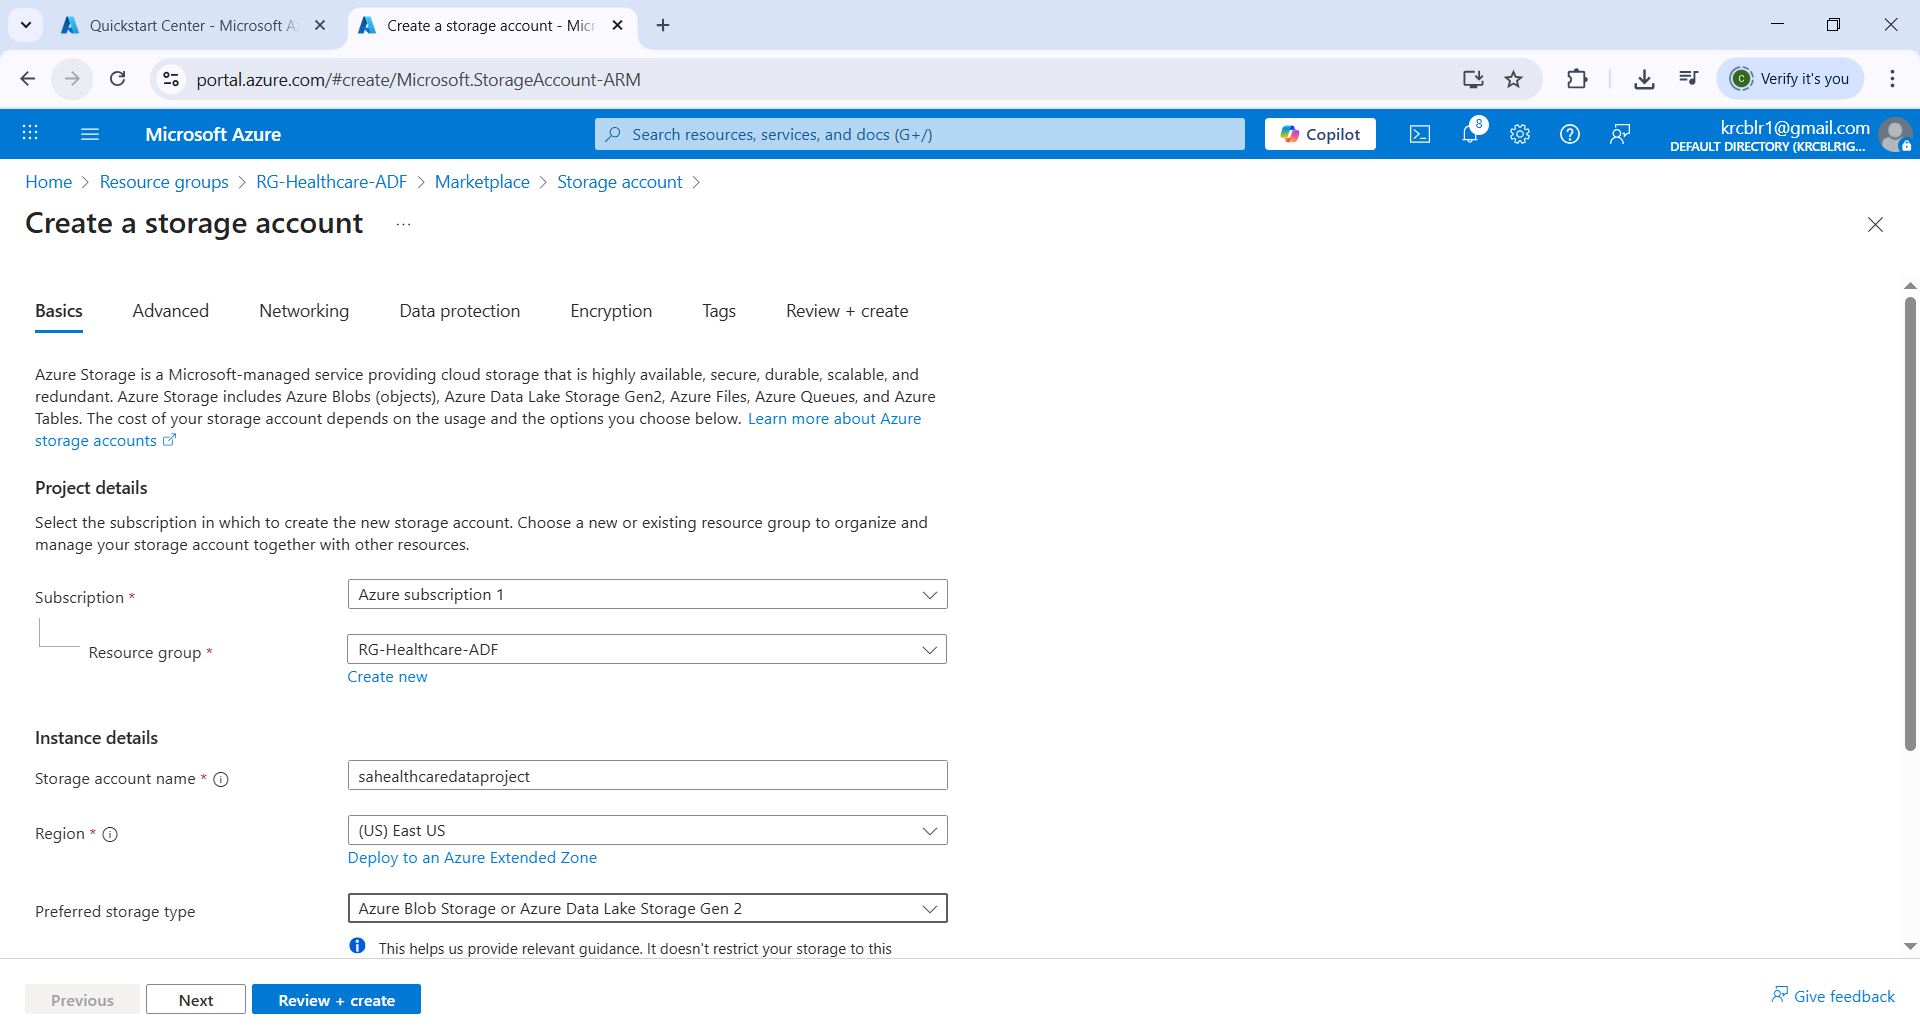 Quickstart Center - Microsoft A
Create a storage account - Micr
portal.azure.com/#create/Microsoft.StorageAccount-ARM
Verify it's you
Microsoft Azure
Search resources, services, and docs (G+/)
Copilot
8
krcblr1@gmail.com
DEFAULT DIRECTORY (KRCBLR1G...
Home > Resource groups > RG-Healthcare-ADF > Marketplace > Storage account >
Create a storage account ...
Basics Advanced Networking Data protection Encryption Tags Review + create
Azure Storage is a Microsoft-managed service providing cloud storage that is highly available, secure, durable, scalable, and
redundant. Azure Storage includes Azure Blobs (objects), Azure Data Lake Storage Gen2, Azure Files, Azure Queues, and Azure
Tables. The cost of your storage account depends on the usage and the options you choose below. Learn more about Azure
storage accounts
Project details
Select the subscription in which to create the new storage account. Choose a new or existing resource group to organize and
manage your storage account together with other resources.
Subscription * Azure subscription 1
Resource group * RG-Healthcare-ADF
Create new
Instance details
Storage account name * sahealthcaredataproject
Region * (US) East US
Deploy to an Azure Extended Zone
Preferred storage type Azure Blob Storage or Azure Data Lake Storage Gen 2
This helps us provide relevant guidance. It doesn't restrict your storage to this
Previous Next Review + create
Give feedback